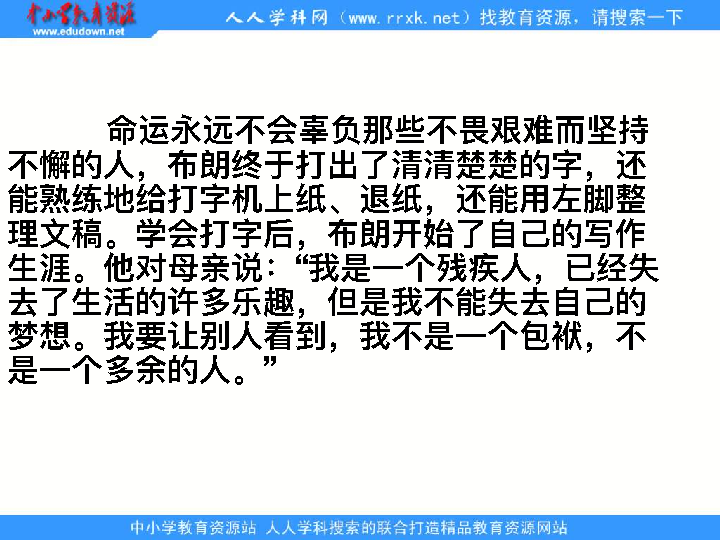 中小学教育资源
www.edudown.net
人人学科网（www.rrxk.net）找教育资源，请搜索一下
命运永远不会辜负那些不畏艰难而坚持
不懈的人，布朗终于打出了清清楚楚的字，还
能熟练地给打字机上纸、退纸，还能用左脚整
理文稿。学会打字后，布朗开始了自己的写作
生涯。他对母亲说：“我是一个残疾人，已经失
去了生活的许多乐趣，但是我不能失去自己的
梦想。我要让别人看到，我不是一个包袱，不
是一个多余的人。”
中小学教育资源站 人人学科搜索的联合打造精品教育资源网站